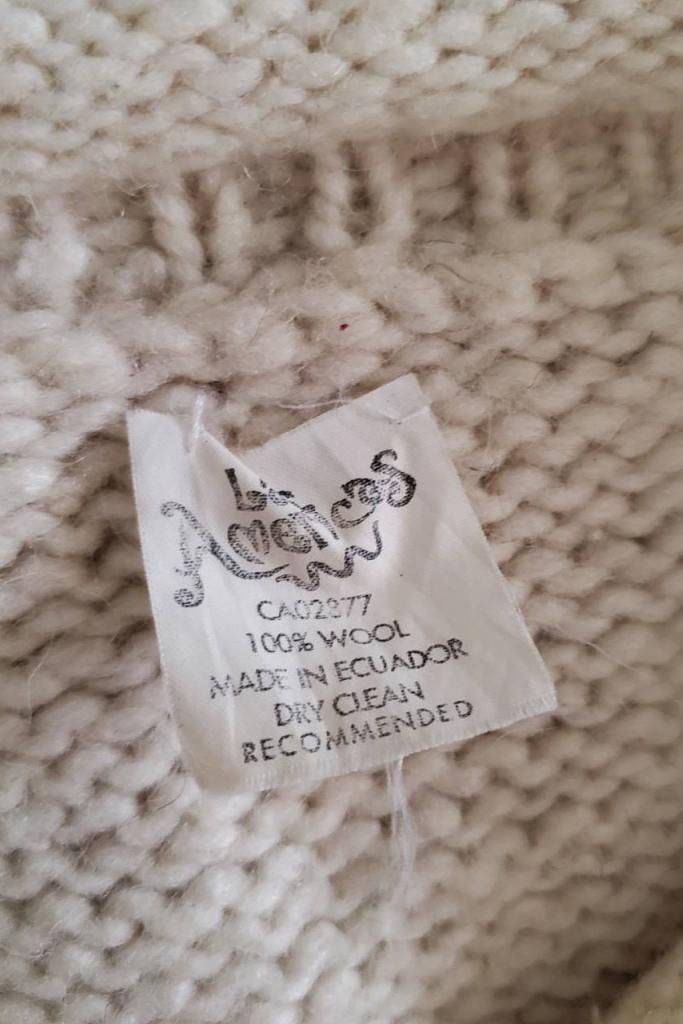 Las
Americas
CA02877
100% WOOL
MADE IN ECUADOR
DRY CLEAN
RECOMMENDED